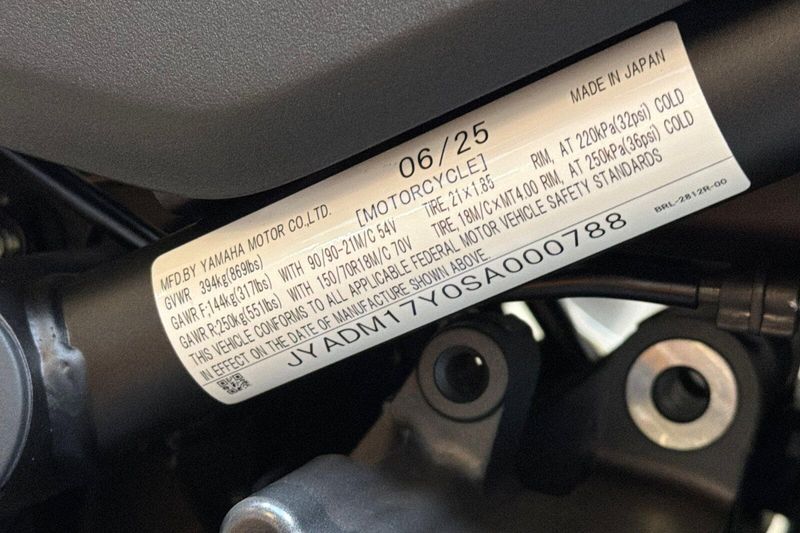 MADE IN JAPAN
06/25
[MOTORCYCLE]
MFD.BY YAMAHA MOTOR CO.,LTD.
GVWR 394kg(869lbs)
GAWR F;144kg(317lbs) WITH 90/90-21M/C 54V TIRE, 21×1.85 RIM, AT 220kPa(32psi) COLD
GAWR R;250kg(551lbs) WITH 150/70R18M/C 70V TIRE, 18M/C×MT4.00 RIM, AT 250kPa(36psi) COLD
THIS VEHICLE CONFORMS TO ALL APPLICABLE FEDERAL MOTOR VEHICLE SAFETY STANDARDS
IN EFFECT ON THE DATE OF MANUFACTURE SHOWN ABOVE.
JYADM17Y0SA000788
BRL-2812R-00